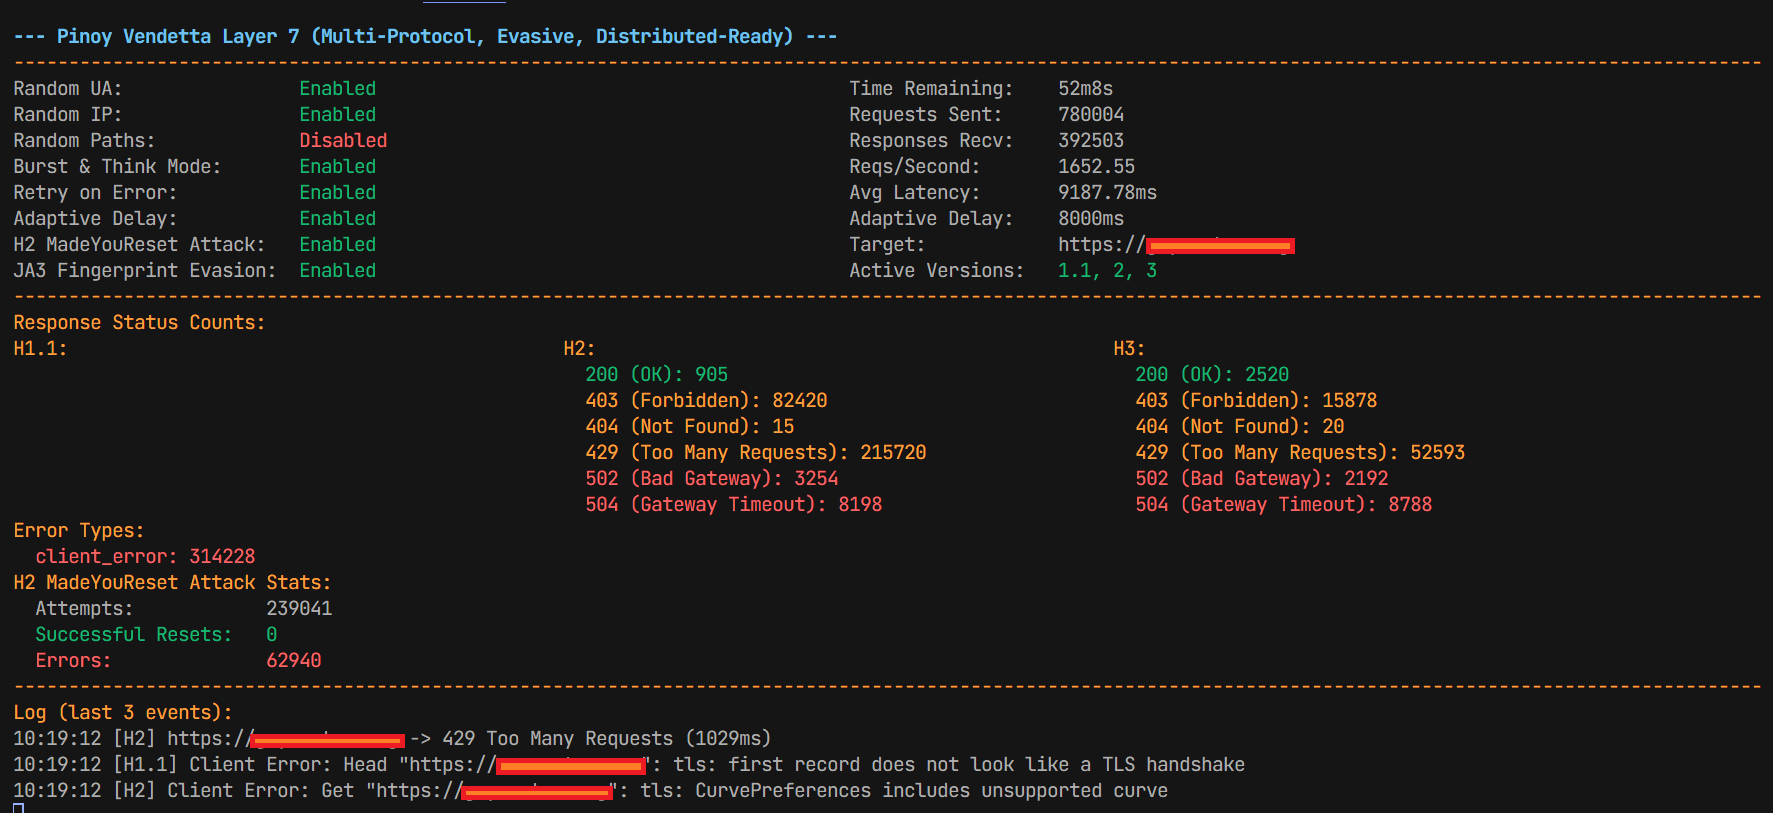 --- Pinoy Vendetta Layer 7 (Multi-Protocol, Evasive, Distributed-Ready) ---
Random UA: Enabled Time Remaining: 52m8s
Random IP: Enabled Requests Sent: 780004
Random Paths: Disabled Responses Recv: 392503
Burst & Think Mode: Enabled Reqs/Second: 1652.55
Retry on Error: Enabled Avg Latency: 9187.78ms
Adaptive Delay: Enabled Adaptive Delay: 8000ms
H2 MadeYouReset Attack: Enabled Target: https://
JA3 Fingerprint Evasion: Enabled Active Versions: 1.1, 2, 3
Response Status Counts:
H1.1: H2: H3:
200 (OK): 905 200 (OK): 2520
403 (Forbidden): 82420 403 (Forbidden): 15878
404 (Not Found): 15 404 (Not Found): 20
429 (Too Many Requests): 215720 429 (Too Many Requests): 52593
502 (Bad Gateway): 3254 502 (Bad Gateway): 2192
504 (Gateway Timeout): 8198 504 (Gateway Timeout): 8788
Error Types:
client_error: 314228
H2 MadeYouReset Attack Stats:
Attempts: 239041
Successful Resets: 0
Errors: 62940
Log (last 3 events):
10:19:12 [H2] https:// -> 429 Too Many Requests (1029ms)
10:19:12 [H1.1] Client Error: Head "https://": tls: first record does not look like a TLS handshake
10:19:12 [H2] Client Error: Get "https://": tls: CurvePreferences includes unsupported curve